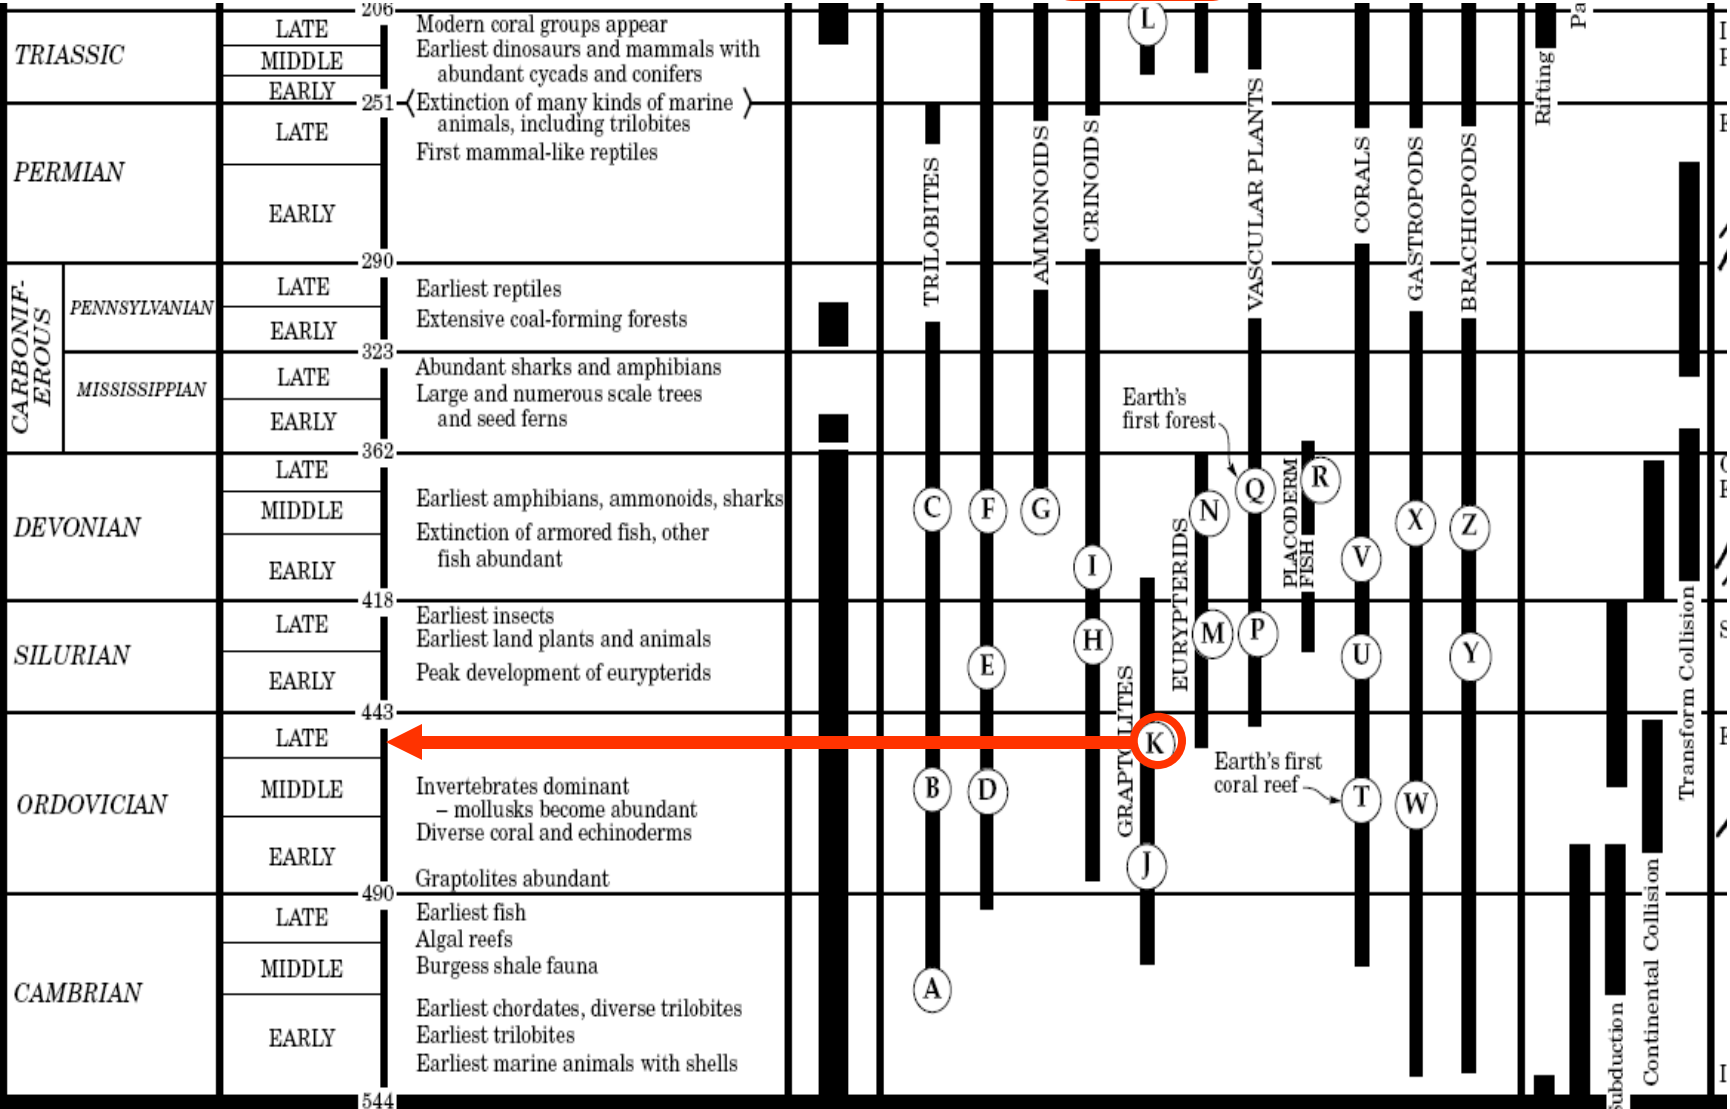 206
TRIASSIC
LATE
MIDDLE
EARLY
Modern coral groups appear
Earliest dinosaurs and mammals with
abundant cycads and conifers
251
Extinction of many kinds of marine
animals, including trilobites
PERMIAN
LATE
EARLY
First mammal-like reptiles
290
CARBONIF-
EROUS
PENNSYLVANIAN
LATE
EARLY
Earliest reptiles
Extensive coal-forming forests
323
MISSISSIPPIAN
LATE
EARLY
Abundant sharks and amphibians
Large and numerous scale trees
and seed ferns
362
DEVONIAN
LATE
MIDDLE
EARLY
Earliest amphibians, ammonoids, sharks
Extinction of armored fish, other
fish abundant
418
SILURIAN
LATE
EARLY
Earliest insects
Earliest land plants and animals
Peak development of eurypterids
443
ORDOVICIAN
LATE
MIDDLE
EARLY
Invertebrates dominant
– mollusks become abundant
Diverse coral and echinoderms
Graptolites abundant
490
CAMBRIAN
LATE
MIDDLE
EARLY
Earliest fish
Algal reefs
Burgess shale fauna
Earliest chordates, diverse trilobites
Earliest trilobites
Earliest marine animals with shells
544
TRILOBITES
C
B
A
F
E
D
AMMONOIDS
G
CRINOIDS
I
H
L
GRAPTOLITES
K
J
EURYPTERIDS
N
M
VASCULAR PLANTS
Earth's
first forest
Q
P
PLACODERM
FISH
R
CORALS
V
U
Earth's first
coral reef
T
GASTROPODS
X
W
BRACHIOPODS
Z
Y
Rifting
Pa
Subduction
Continental Collision
Transform Collision